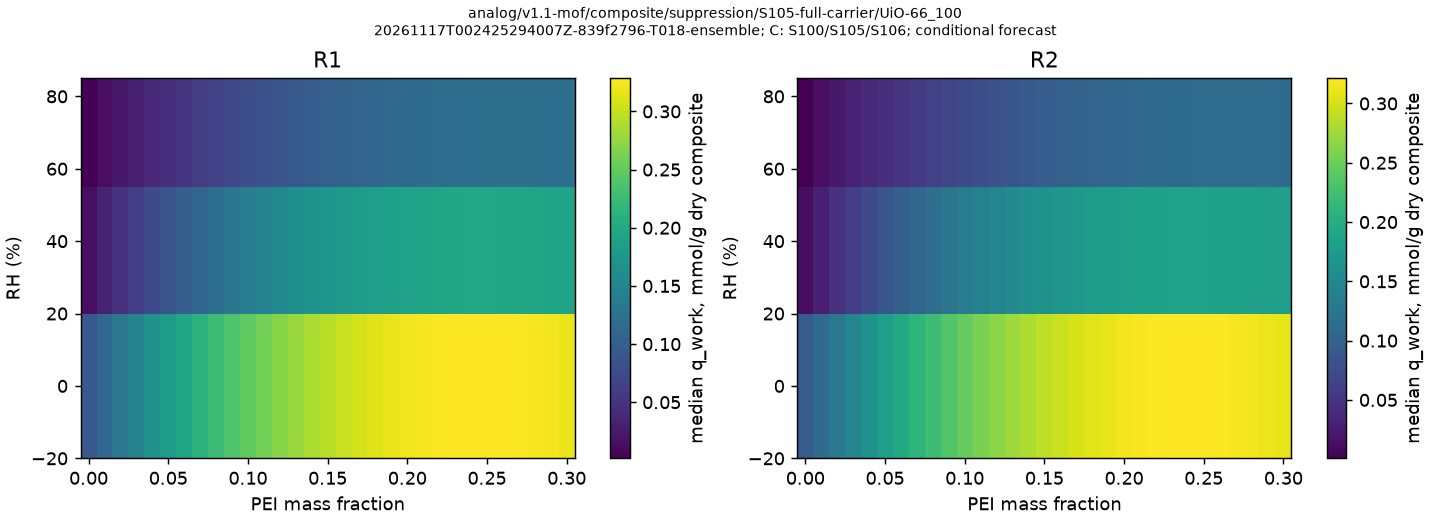 analog/v1.1-mof/composite/suppression/S105-full-carrier/UiO-66_100
20261117T002425294007Z-839f2796-T018-ensemble; C: S100/S105/S106; conditional forecast
R1
RH (%)
80
60
40
20
0
−20
0.00 0.05 0.10 0.15 0.20 0.25 0.30
PEI mass fraction
0.30
0.25
0.20
0.15
0.10
0.05
median q_work, mmol/g dry composite
R2
RH (%)
80
60
40
20
0
−20
0.00 0.05 0.10 0.15 0.20 0.25 0.30
PEI mass fraction
0.30
0.25
0.20
0.15
0.10
0.05
median q_work, mmol/g dry composite